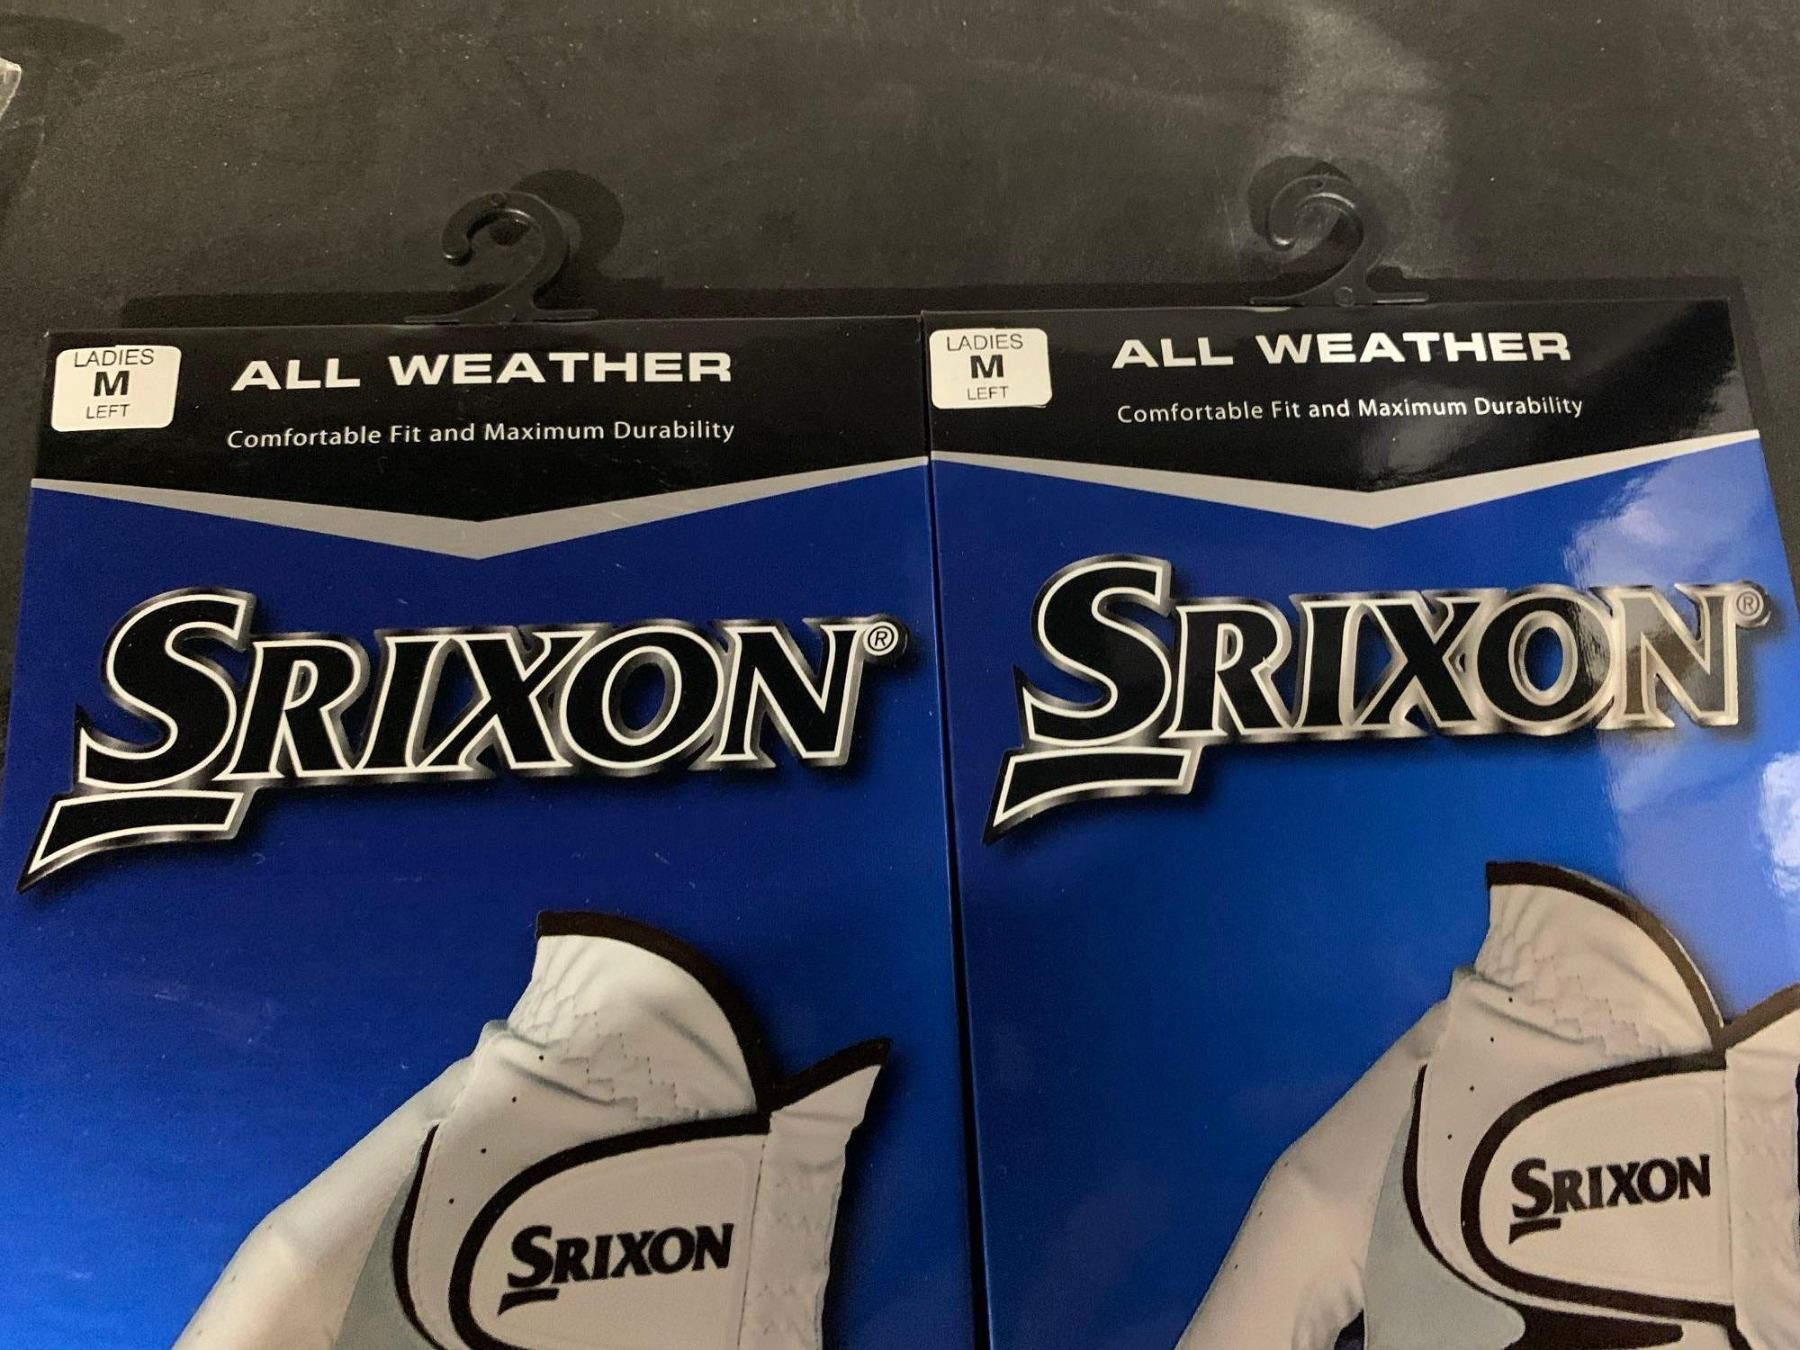 LADIES
M
LEFT
ALL WEATHER
Comfortable Fit and Maximum Durability
SRIXON®
SRIXON
LADIES
M
LEFT
ALL WEATHER
Comfortable Fit and Maximum Durability
SRIXON®
SRIXON